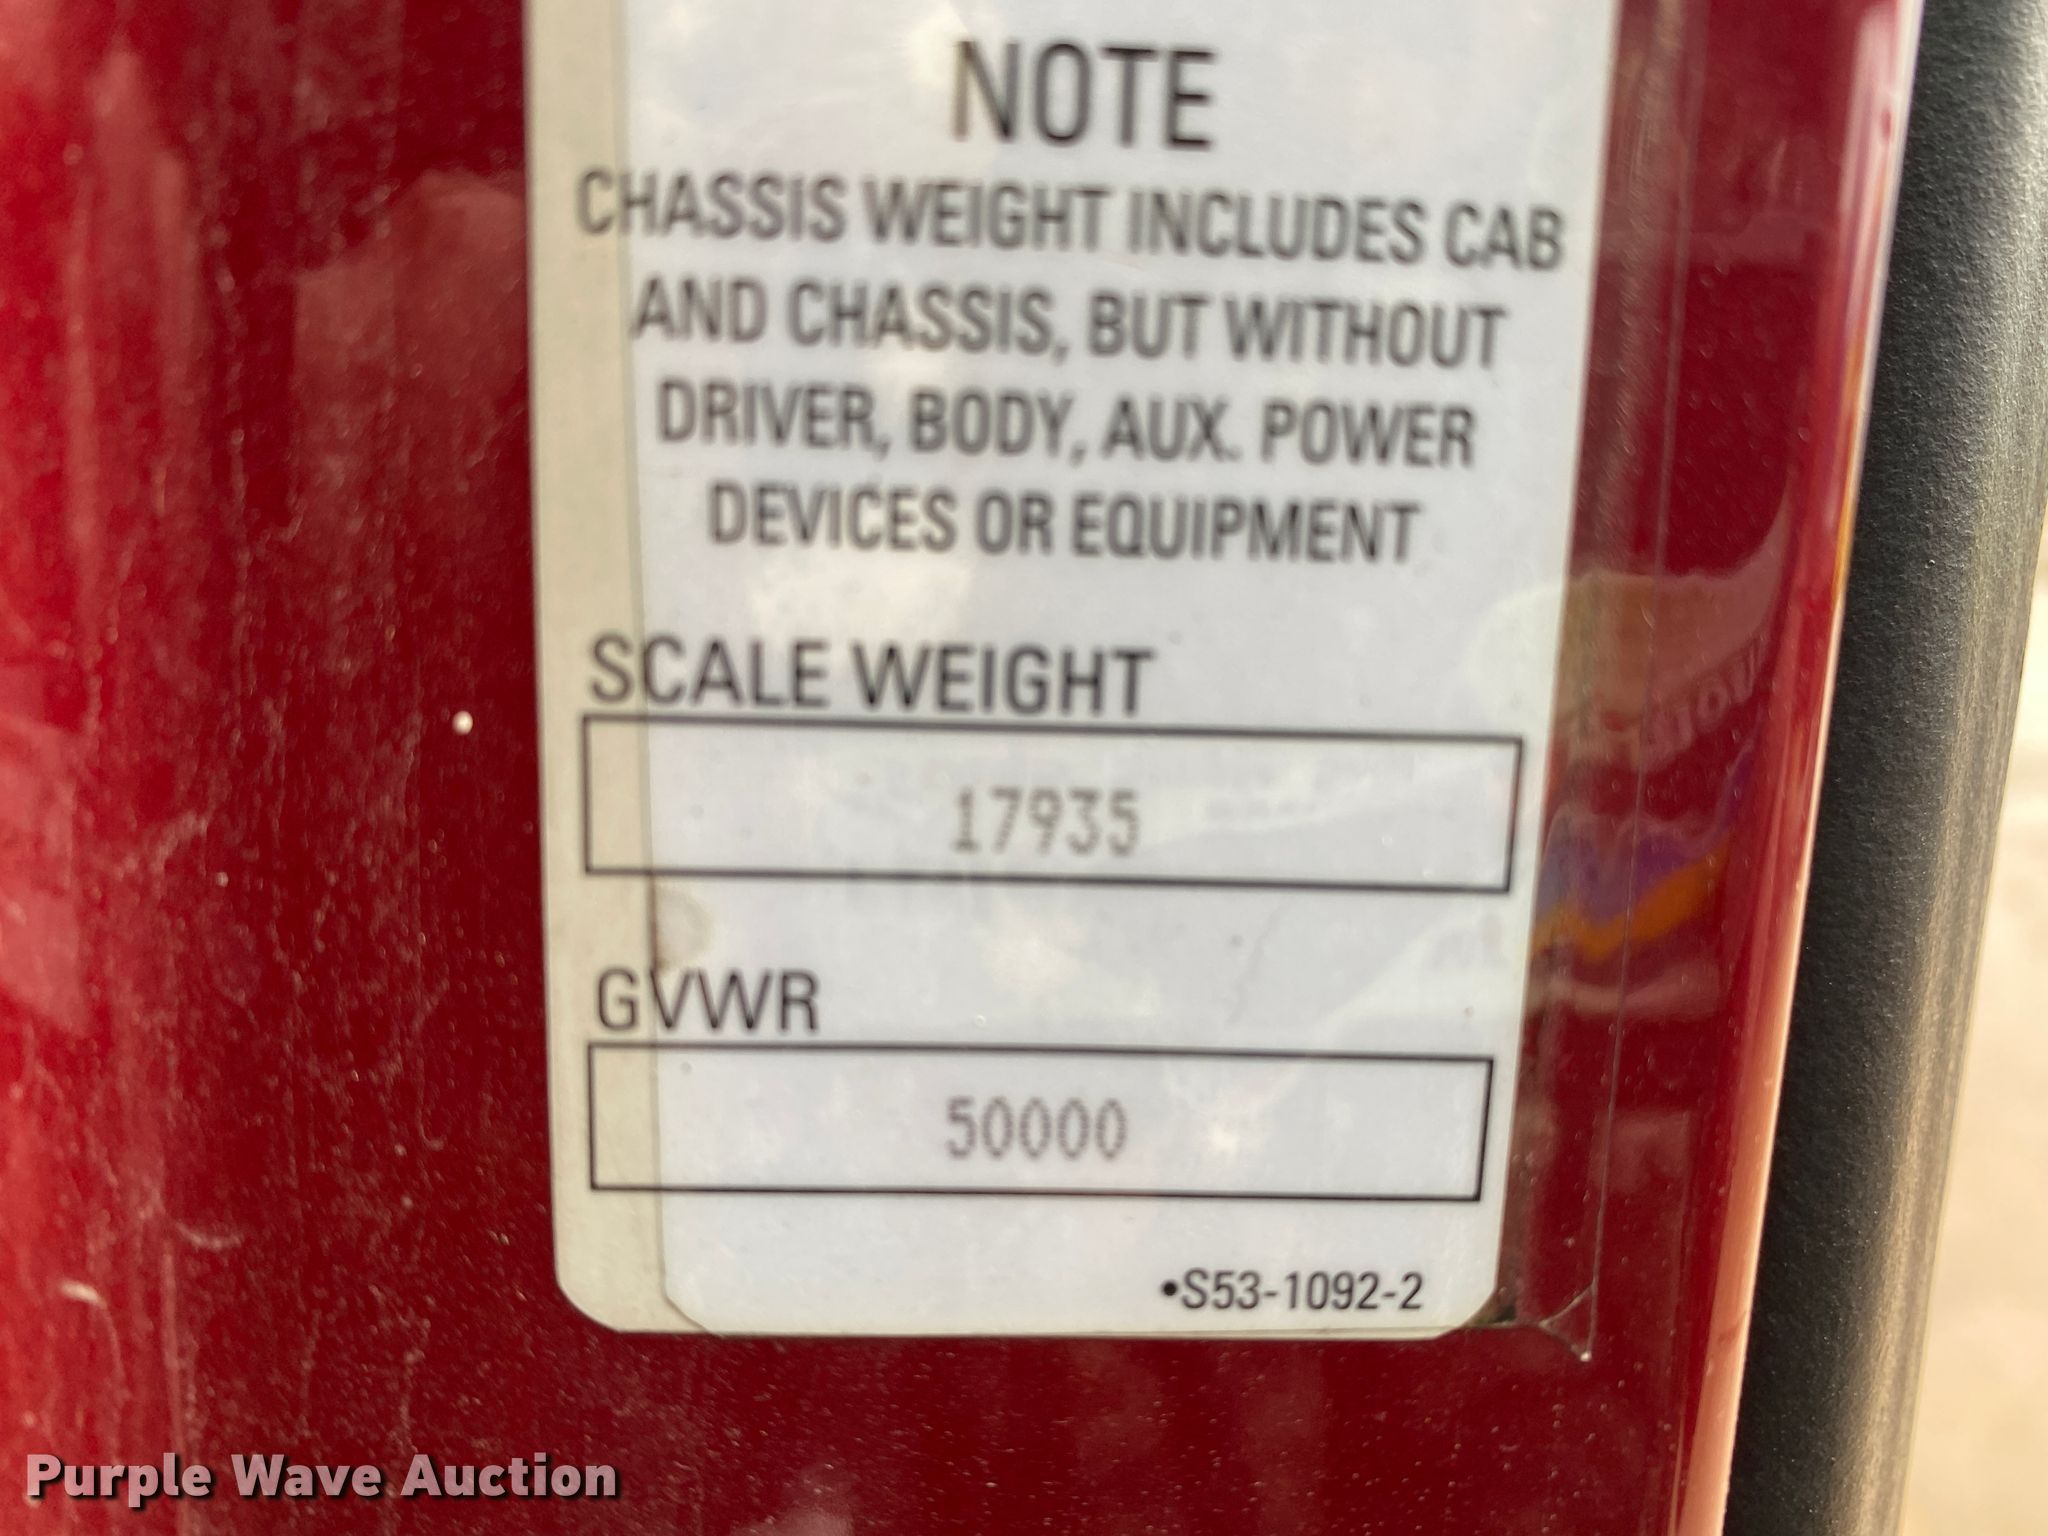 NOTE
CHASSIS WEIGHT INCLUDES CAB
AND CHASSIS, BUT WITHOUT
DRIVER, BODY, AUX. POWER
DEVICES OR EQUIPMENT
SCALE WEIGHT
17935
GVWR
50000
•S53-1092-2
Purple Wave Auction